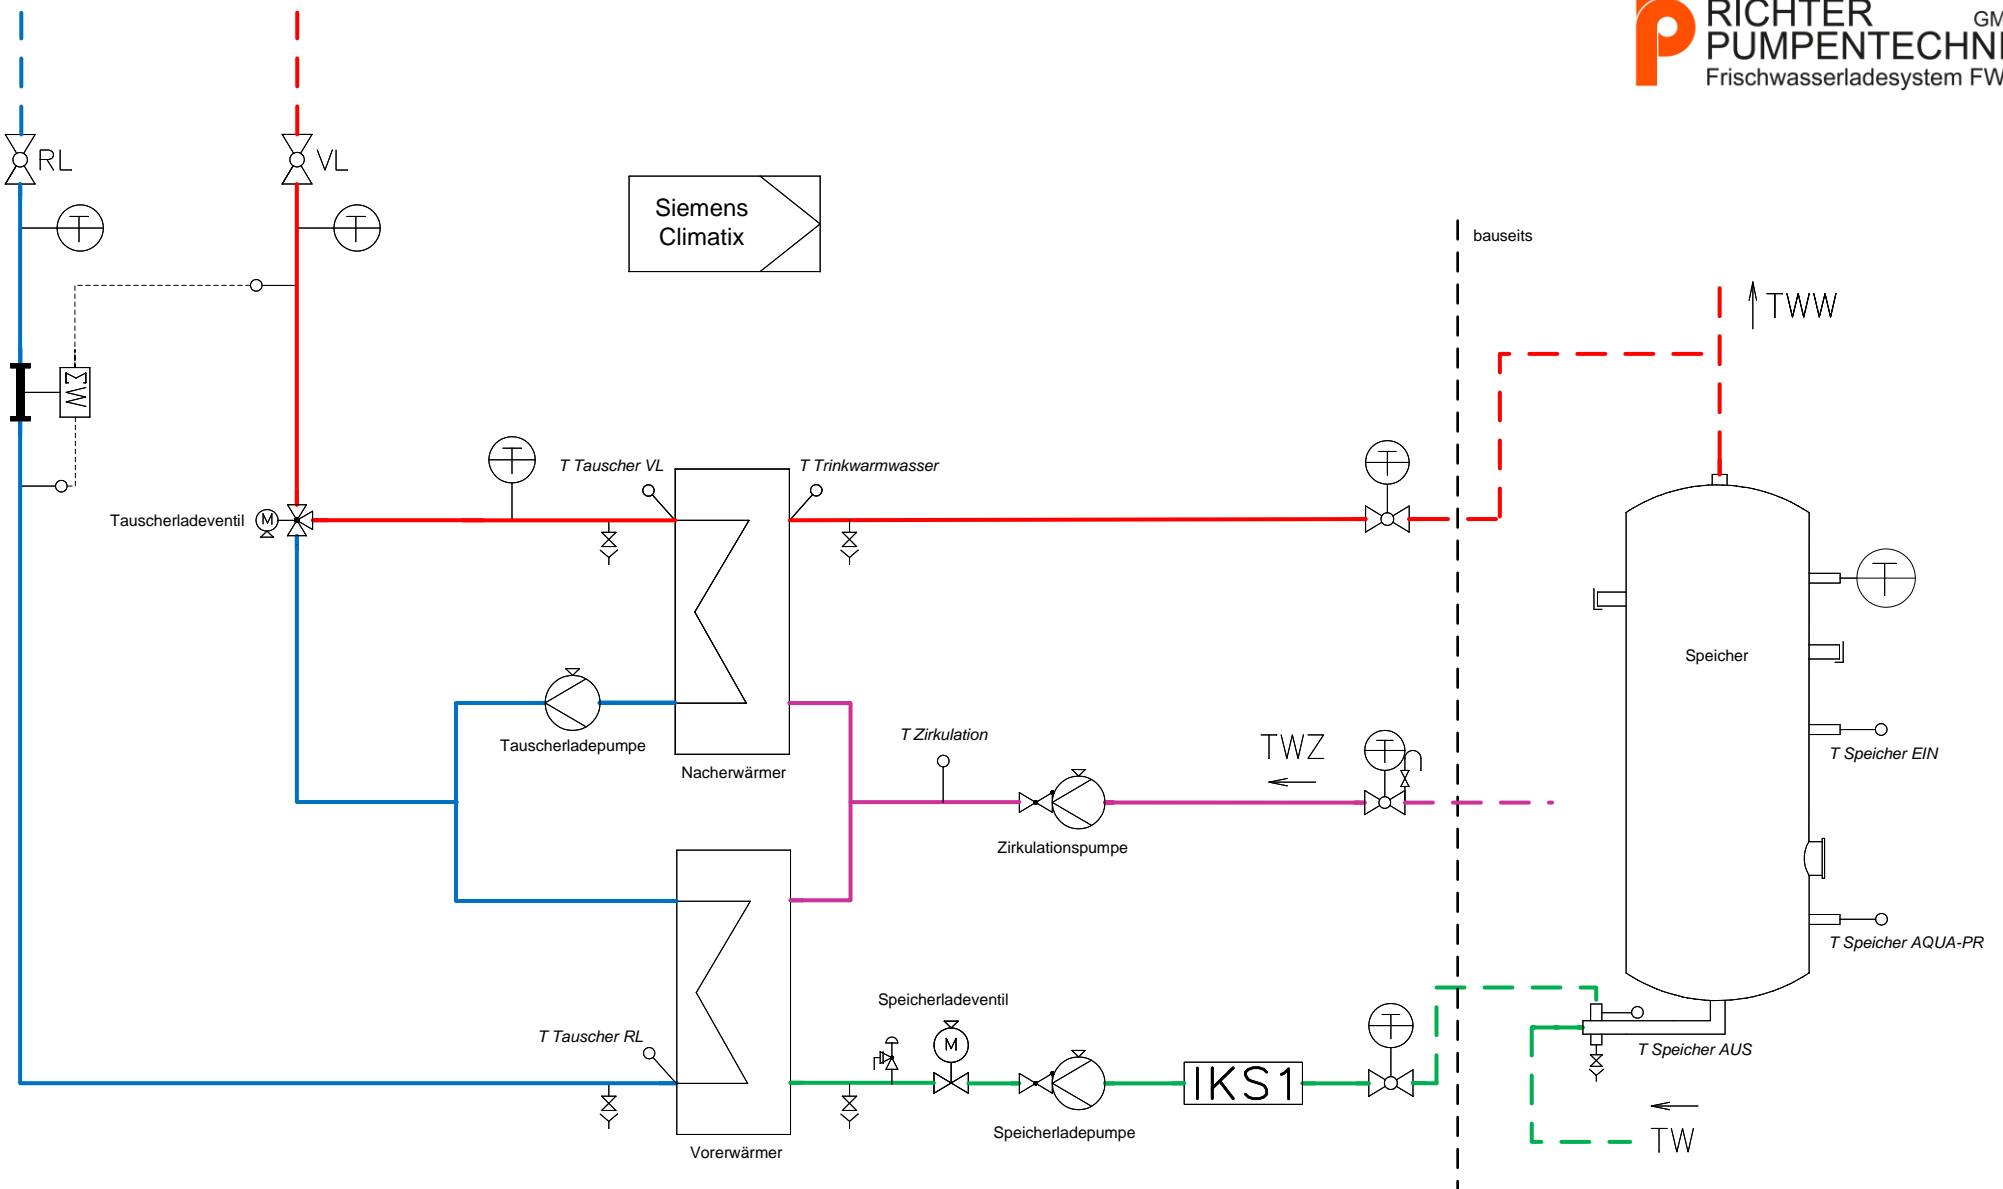 RICHTER
GM
PUMPENTECHNI
Frischwasserladesystem FW
RL
VL
T
T
Siemens
Climatix
bauseits
TWW
T
T Tauscher VL
T Trinkwarmwasser
T
Tauscherladeventil
M
T
Speicher
Tauscherladepumpe
T Zirkulation
TWZ
T
T Speicher EIN
Nacherwärmer
Zirkulationspumpe
T Speicher AQUA-PR
Speicherladeventil
T Tauscher RL
M
T
T Speicher AUS
IKS1
Speicherladepumpe
TW
Vorerwärmer